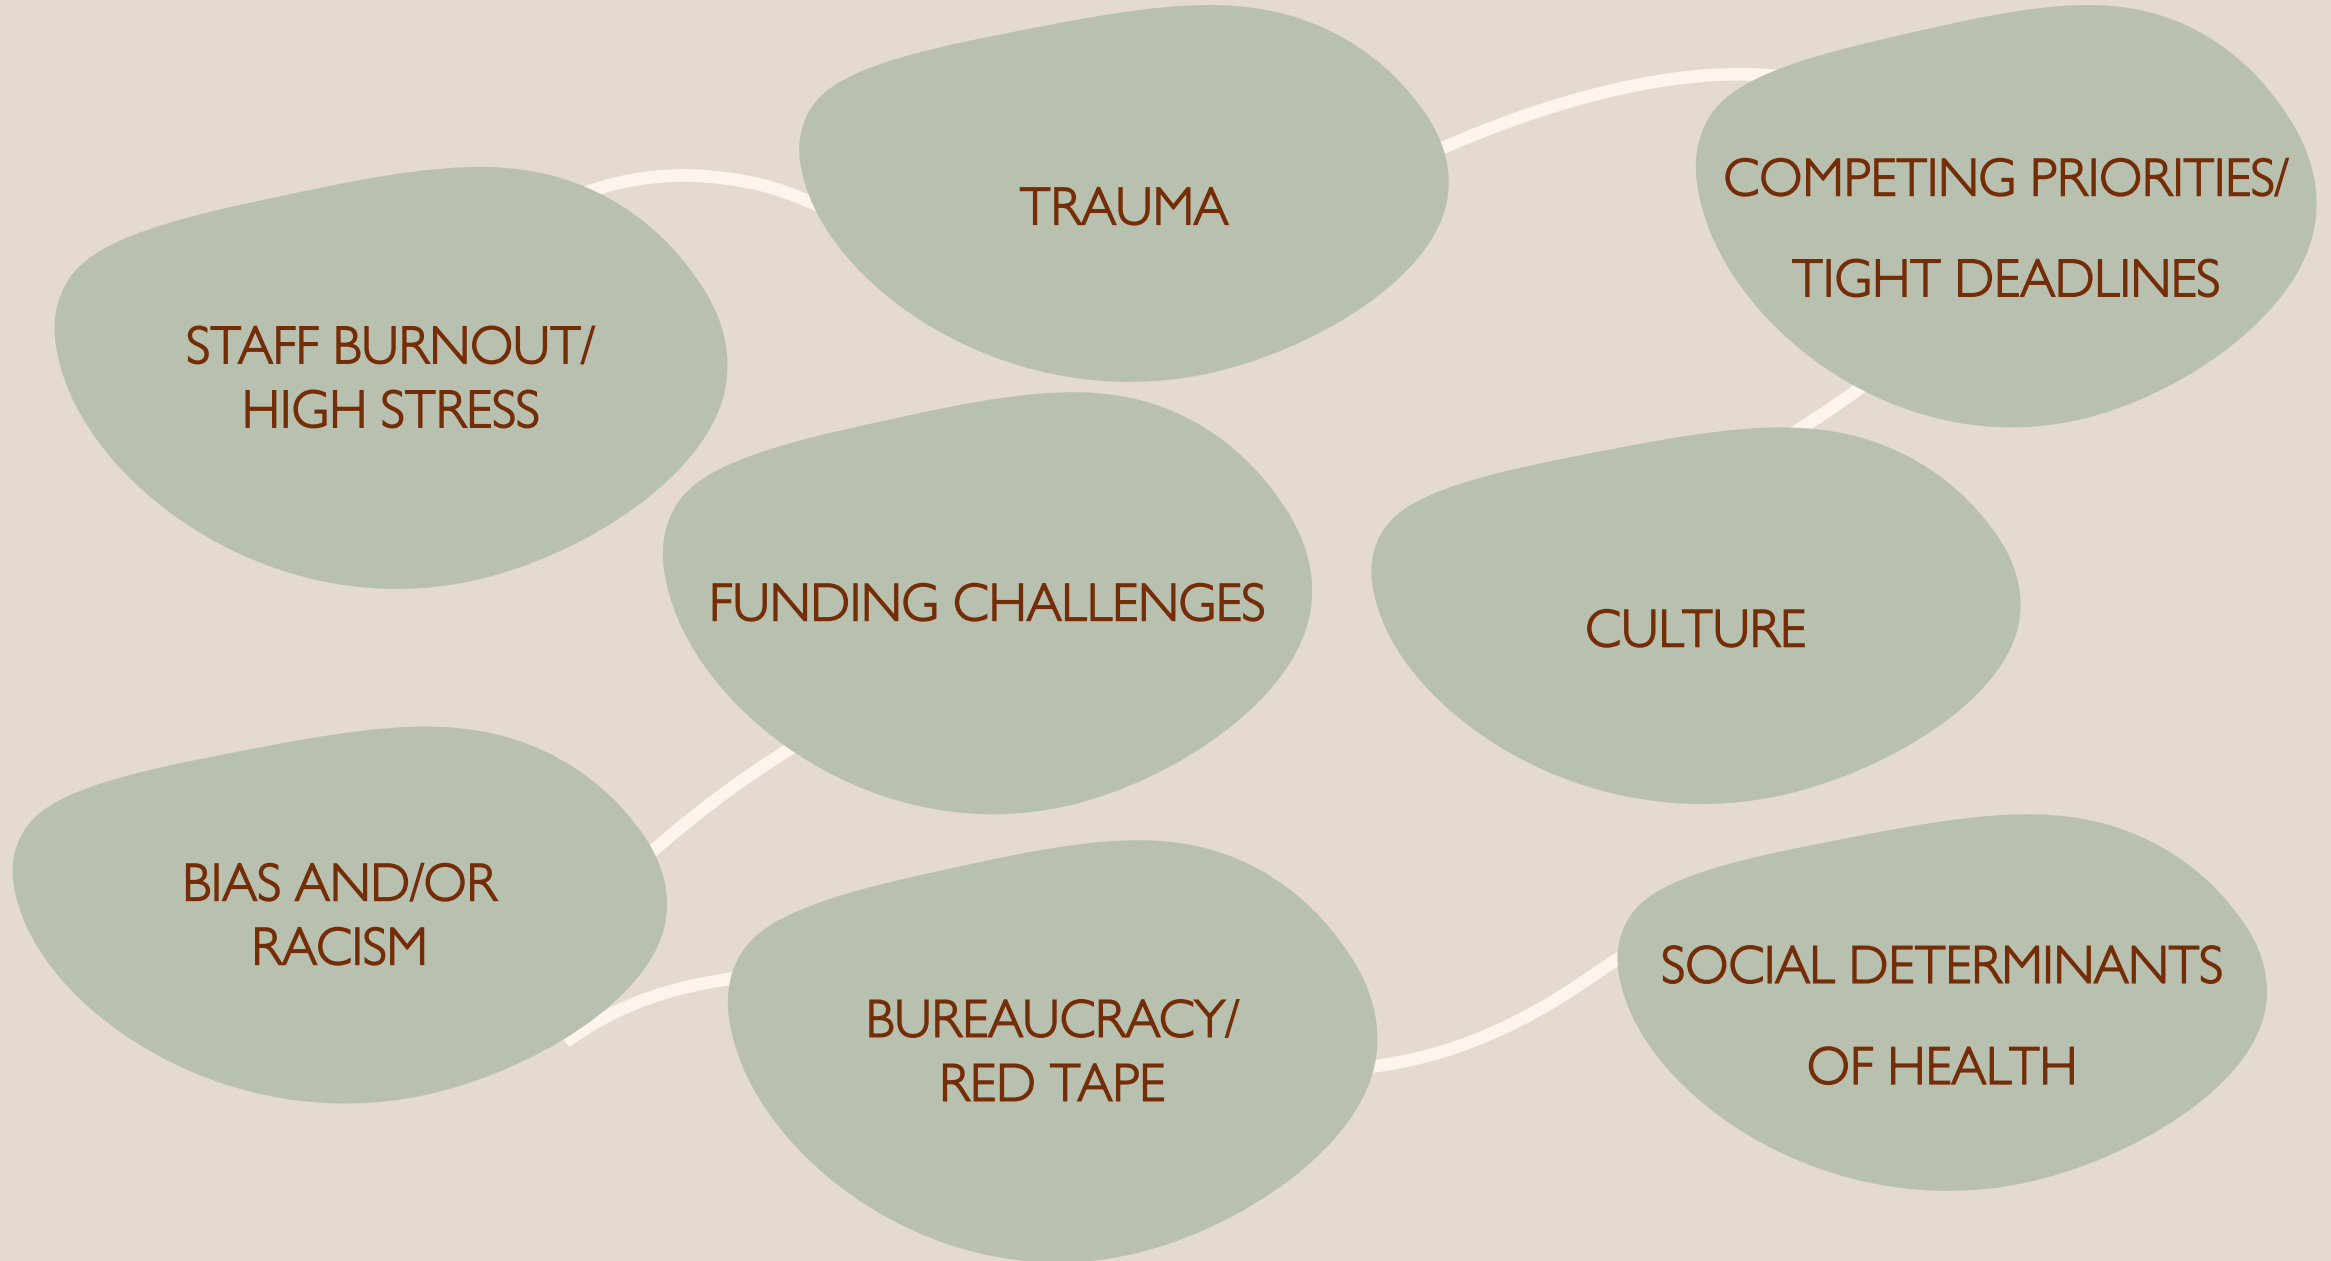 TRAUMA
COMPETING PRIORITIES/
TIGHT DEADLINES
STAFF BURNOUT/
HIGH STRESS
FUNDING CHALLENGES
CULTURE
BIAS AND/OR
RACISM
BUREAUCRACY/
RED TAPE
SOCIAL DETERMINANTS
OF HEALTH